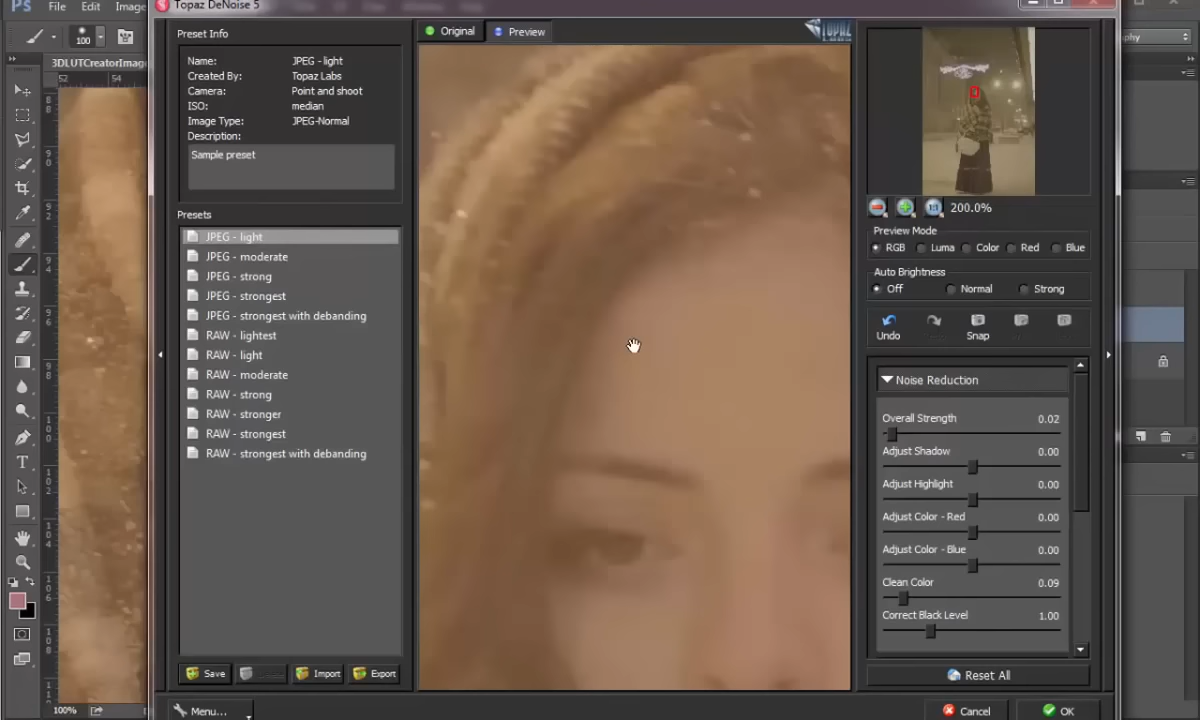 Ps File Edit Image
Topaz DeNoise 5
100
3DLUTCreatorImage
52 54
Preset Info
Name: JPEG - light
Created By: Topaz Labs
Camera: Point and shoot
ISO: median
Image Type: JPEG-Normal
Description:
Sample preset
Presets
JPEG - light
JPEG - moderate
JPEG - strong
JPEG - strongest
JPEG - strongest with debanding
RAW - lightest
RAW - light
RAW - moderate
RAW - strong
RAW - stronger
RAW - strongest
RAW - strongest with debanding
Save Import Export
Menu...
Original Preview
TOPAZ LABS
200.0%
Preview Mode
RGB Luma Color Red Blue
Auto Brightness
Off Normal Strong
Undo Snap
Noise Reduction
Overall Strength 0.02
Adjust Shadow 0.00
Adjust Highlight 0.00
Adjust Color - Red 0.00
Adjust Color - Blue 0.00
Clean Color 0.09
Correct Black Level 1.00
Reset All
Cancel OK
100%